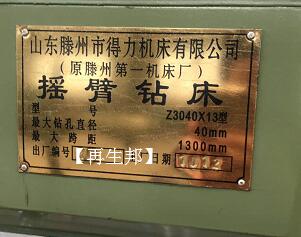 山东滕州市得力机床有限公司
（原滕州第一机床厂）
摇臂钻床
型号 Z3040X13型
最大钻孔直径 40mm
最大跨距 1300mm
出厂编号【再生邦】日期 1012